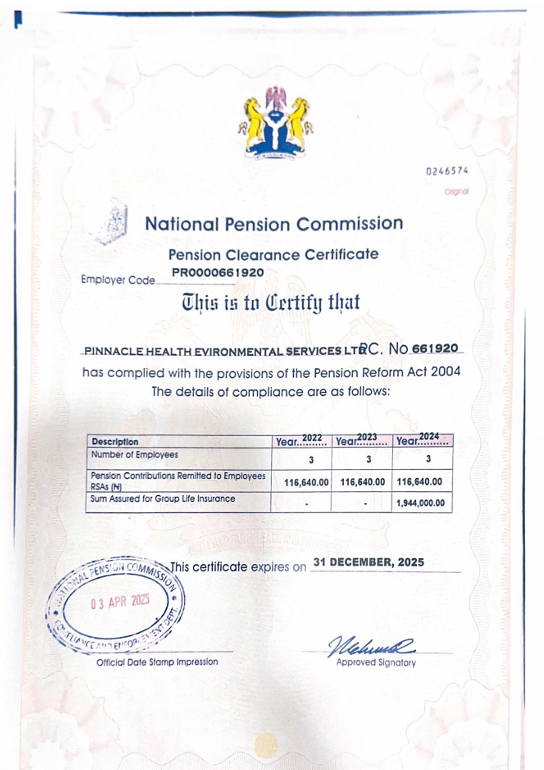 0246574
Original
National Pension Commission
Pension Clearance Certificate
Employer Code PR0000661920
This is to Certify that
PINNACLE HEALTH EVIRONMENTAL SERVICES LTD RC. No 661920
has complied with the provisions of the Pension Reform Act 2004
The details of compliance are as follows:
Description Year 2022 Year 2023 Year 2024
Number of Employees 3 3 3
Pension Contributions Remitted to Employees RSAs (₦) 116,640.00 116,640.00 116,640.00
Sum Assured for Group Life Insurance - - 1,944,000.00
This certificate expires on 31 DECEMBER, 2025
NATIONAL PENSION COMMISSION
03 APR 2025
COMPLIANCE AND ENFORCEMENT DEPT.
Official Date Stamp Impression
Approved Signatory